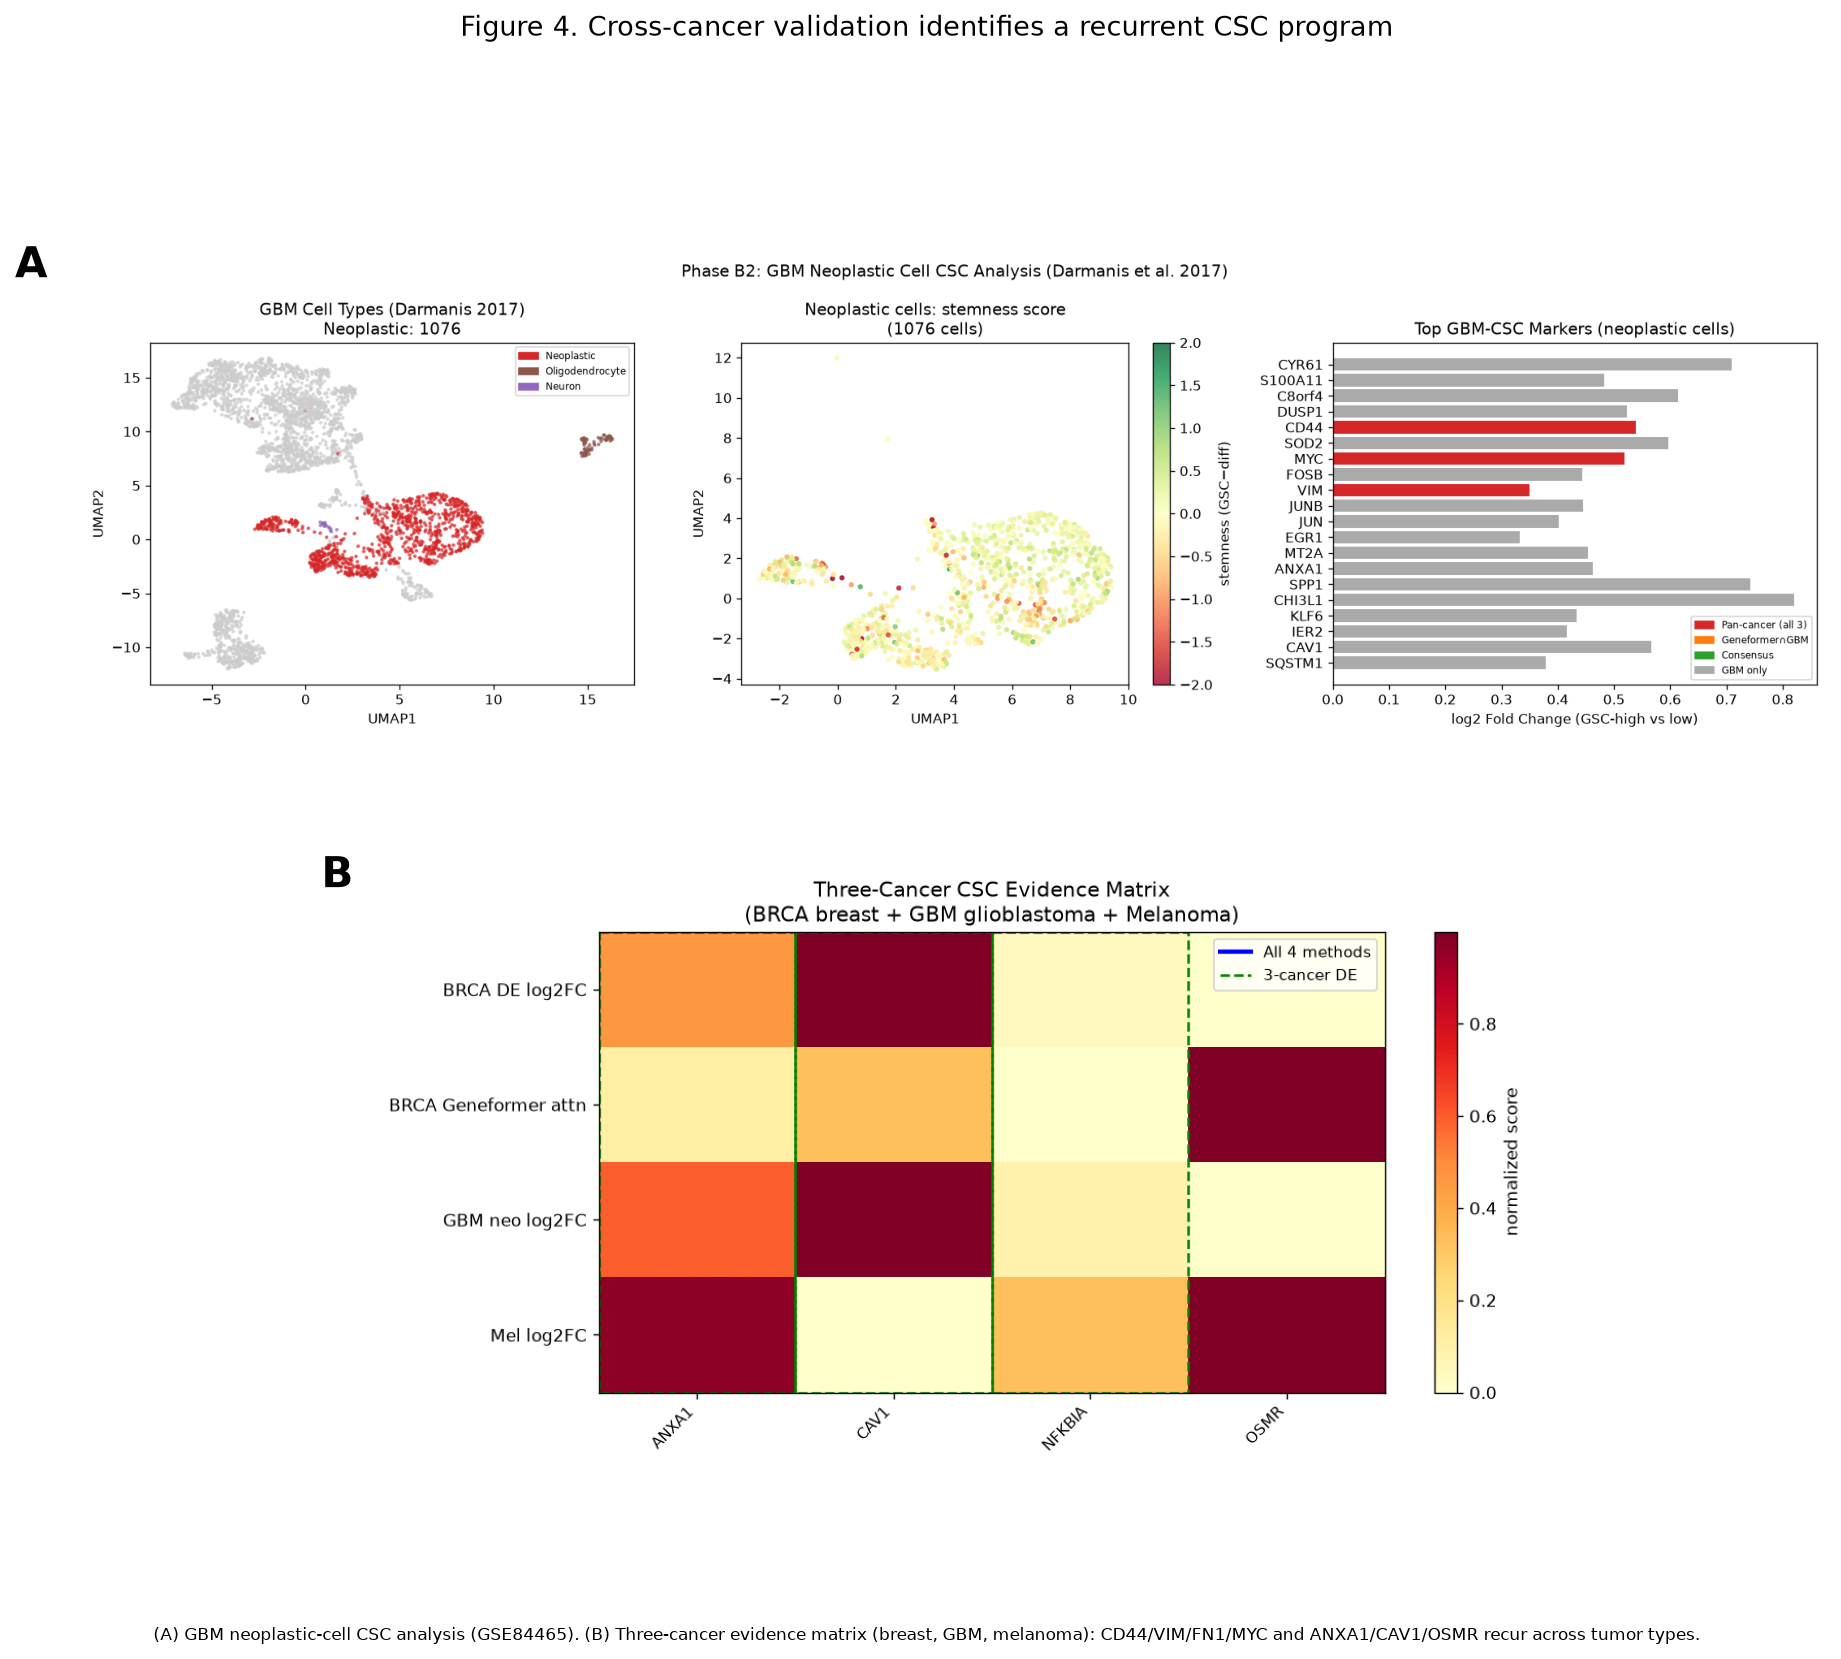 Figure 4. Cross-cancer validation identifies a recurrent CSC program
A
Phase B2: GBM Neoplastic Cell CSC Analysis (Darmanis et al. 2017)
GBM Cell Types (Darmanis 2017)
Neoplastic: 1076
Neoplastic
Oligodendrocyte
Neuron
15
10
5
0
−5
−10
UMAP2
−5
0
5
10
15
UMAP1
Neoplastic cells: stemness score
(1076 cells)
12
10
8
6
4
2
0
−2
−4
UMAP2
−2
0
2
4
6
8
10
UMAP1
2.0
1.5
1.0
0.5
0.0
−0.5
−1.0
−1.5
−2.0
stemness (GSC−diff)
Top GBM-CSC Markers (neoplastic cells)
CYR61
S100A11
C8orf4
DUSP1
CD44
SOD2
MYC
FOSB
VIM
JUNB
JUN
EGR1
MT2A
ANXA1
SPP1
CHI3L1
KLF6
IER2
CAV1
SQSTM1
Pan-cancer (all 3)
Geneformer∩GBM
Consensus
GBM only
0.0
0.1
0.2
0.3
0.4
0.5
0.6
0.7
0.8
log2 Fold Change (GSC-high vs low)
B
Three-Cancer CSC Evidence Matrix
(BRCA breast + GBM glioblastoma + Melanoma)
All 4 methods
3-cancer DE
BRCA DE log2FC
BRCA Geneformer attn
GBM neo log2FC
Mel log2FC
ANXA1
CAV1
NFKBIA
OSMR
0.8
0.6
0.4
0.2
0.0
normalized score
(A) GBM neoplastic-cell CSC analysis (GSE84465). (B) Three-cancer evidence matrix (breast, GBM, melanoma): CD44/VIM/FN1/MYC and ANXA1/CAV1/OSMR recur across tumor types.